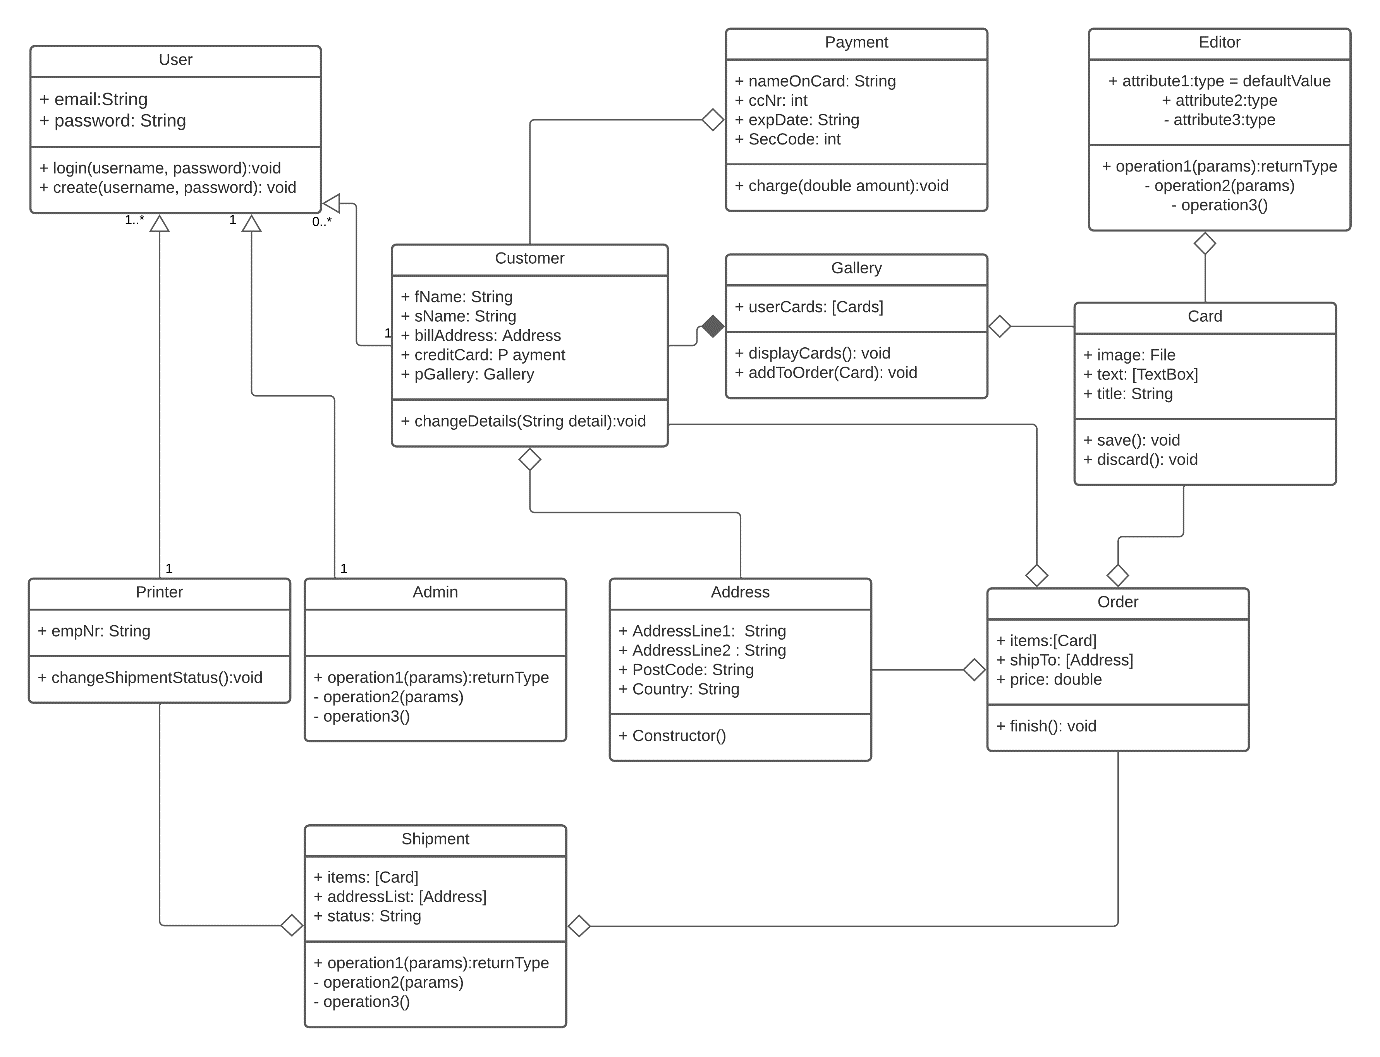 User
+ email:String
+ password: String
+ login(username, password):void
+ create(username, password): void
1..*
1
0..*
Payment
+ nameOnCard: String
+ ccNr: int
+ expDate: String
+ SecCode: int
+ charge(double amount):void
Editor
+ attribute1:type = defaultValue
+ attribute2:type
- attribute3:type
+ operation1(params):returnType
- operation2(params)
- operation3()
Customer
+ fName: String
+ sName: String
+ billAddress: Address
+ creditCard: P ayment
+ pGallery: Gallery
+ changeDetails(String detail):void
1
Gallery
+ userCards: [Cards]
+ displayCards(): void
+ addToOrder(Card): void
Card
+ image: File
+ text: [TextBox]
+ title: String
+ save(): void
+ discard(): void
1
Printer
+ empNr: String
+ changeShipmentStatus():void
1
Admin
+ operation1(params):returnType
- operation2(params)
- operation3()
Address
+ AddressLine1:  String
+ AddressLine2 : String
+ PostCode: String
+ Country: String
+ Constructor()
Order
+ items:[Card]
+ shipTo: [Address]
+ price: double
+ finish(): void
Shipment
+ items: [Card]
+ addressList: [Address]
+ status: String
+ operation1(params):returnType
- operation2(params)
- operation3()